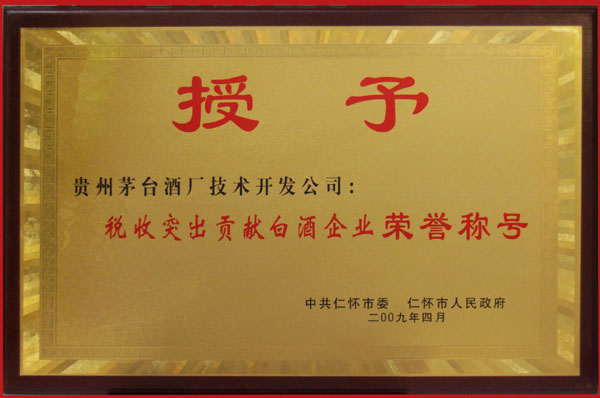 授予
贵州茅台酒厂技术开发公司：
税收突出贡献白酒企业荣誉称号
中共仁怀市委 仁怀市人民政府
二00九年四月